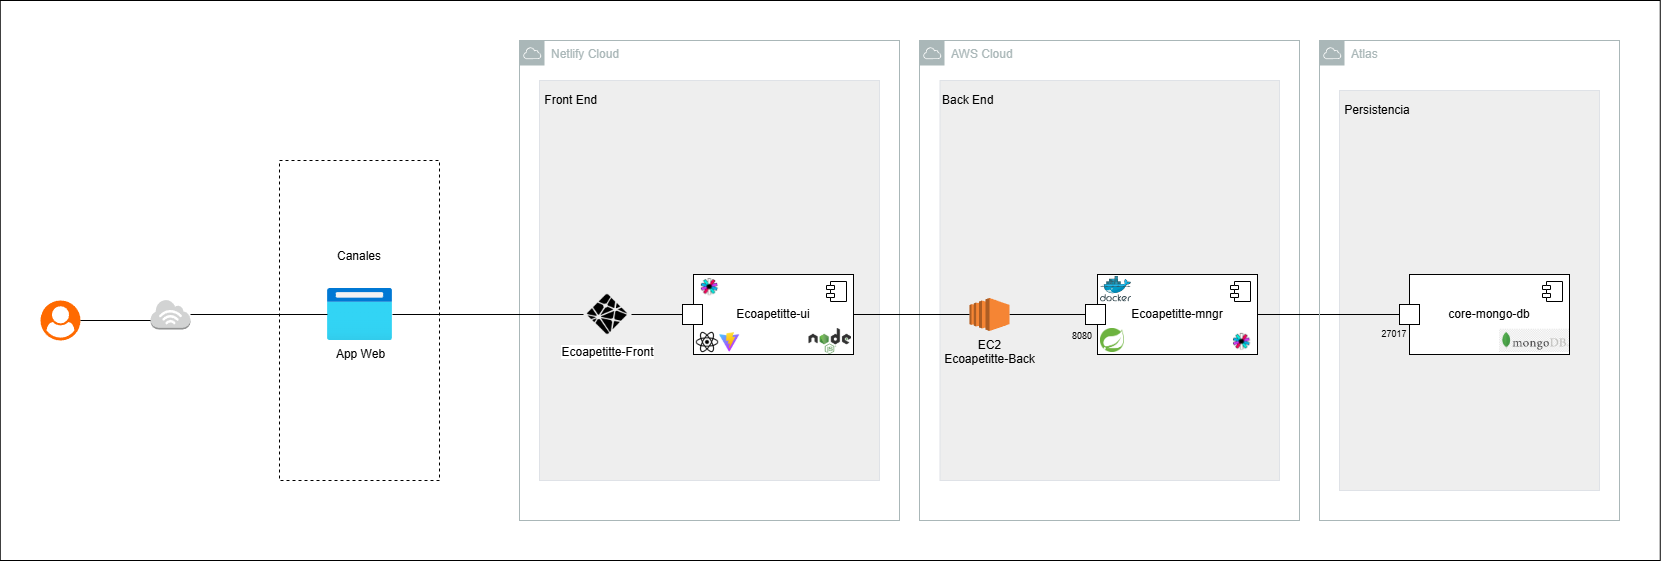 Netlify Cloud
AWS Cloud
Atlas
Front End
Back End
Persistencia
Canales
App Web
Ecoapetitte-Front
Ecoapetitte-ui
node
JS
EC2
Ecoapetitte-Back
8080
docker
Ecoapetitte-mngr
27017
core-mongo-db
mongoDB